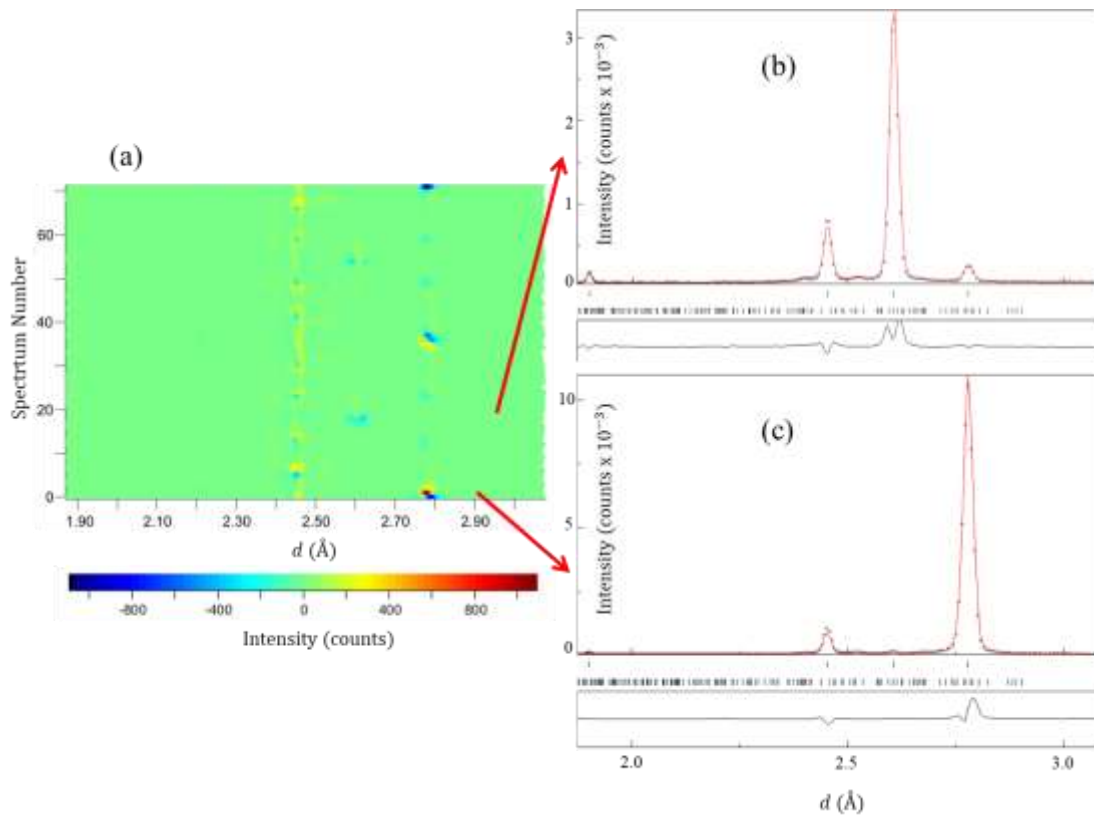 (a)
Spectrtum Number
60
40
20
0
1.90
2.10
2.30
2.50
2.70
2.90
d (Å)
-800
-400
0
400
800
Intensity (counts)
(b)
Intensity (counts x 10⁻³)
3
2
1
0
(c)
Intensity (counts x 10⁻³)
10
5
0
2.0
2.5
3.0
d (Å)